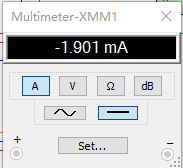 Multimeter-XMM1
-1.901 mA
A V Ω dB
+ Set... −